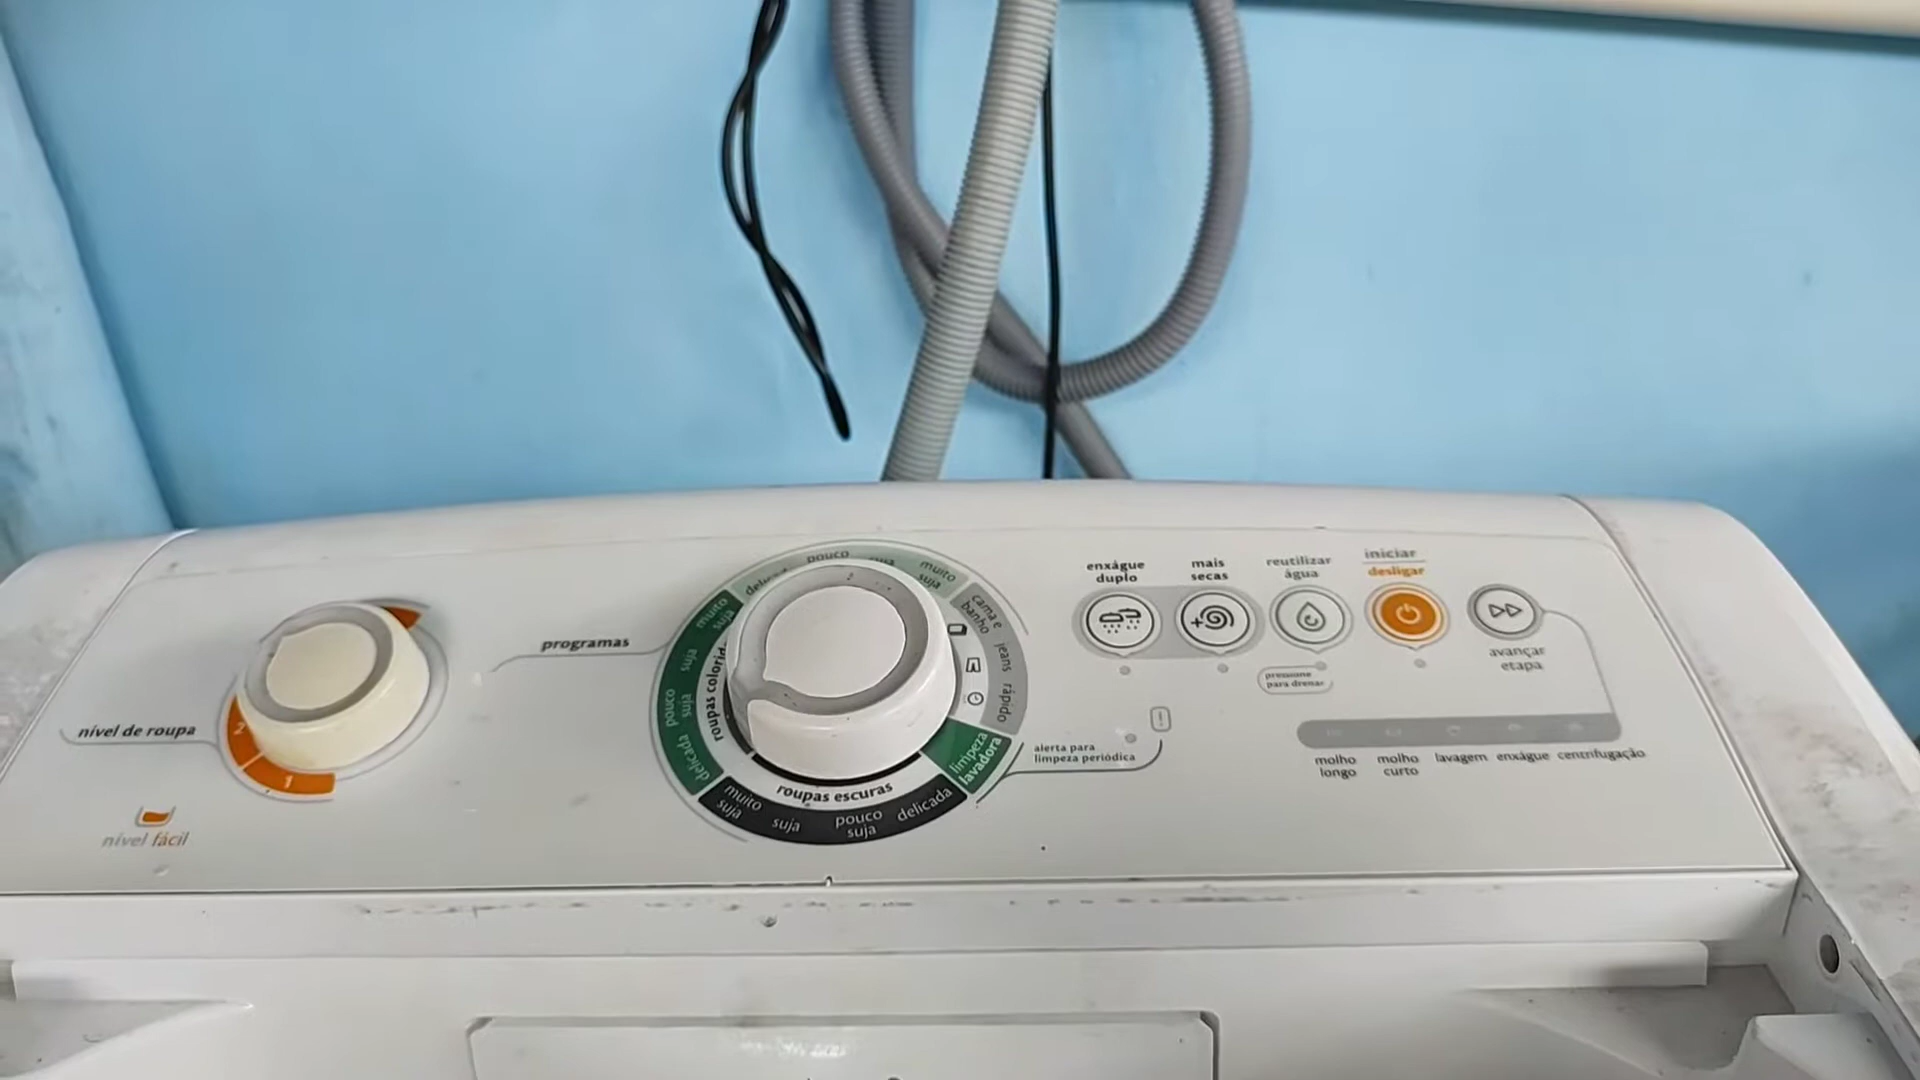 nível de roupa
2
1
nível fácil
programas
pouco
suja
muito
suja
cama e
banho
jeans
rápido
limpeza
lavadora
delicada
pouco
suja
suja
muito
suja
roupas escuras
delicada
pouco
suja
suja
muito
suja
enxágue
duplo
mais
secas
reutilizar
água
pressione
para drenar
iniciar
desligar
avançar
etapa
alerta para
limpeza periódica
molho
longo
molho
curto
lavagem
enxágue
centrifugação